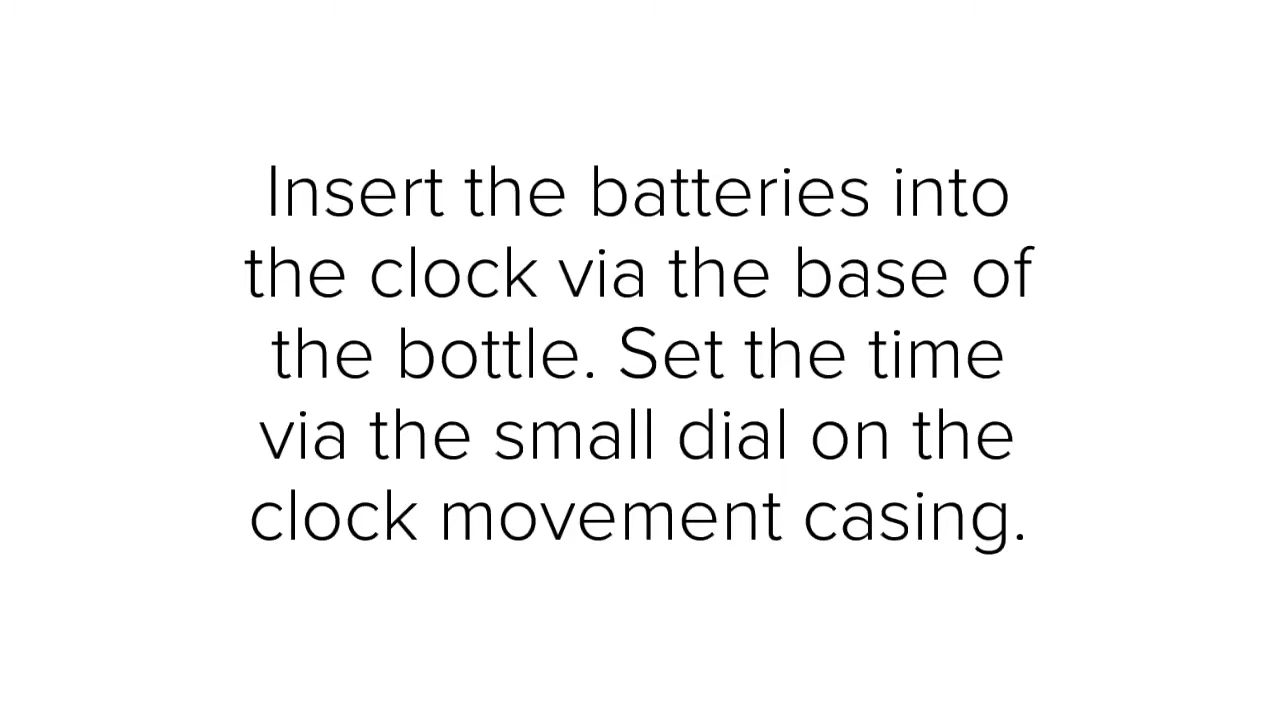 Insert the batteries into
the clock via the base of
the bottle. Set the time
via the small dial on the
clock movement casing.